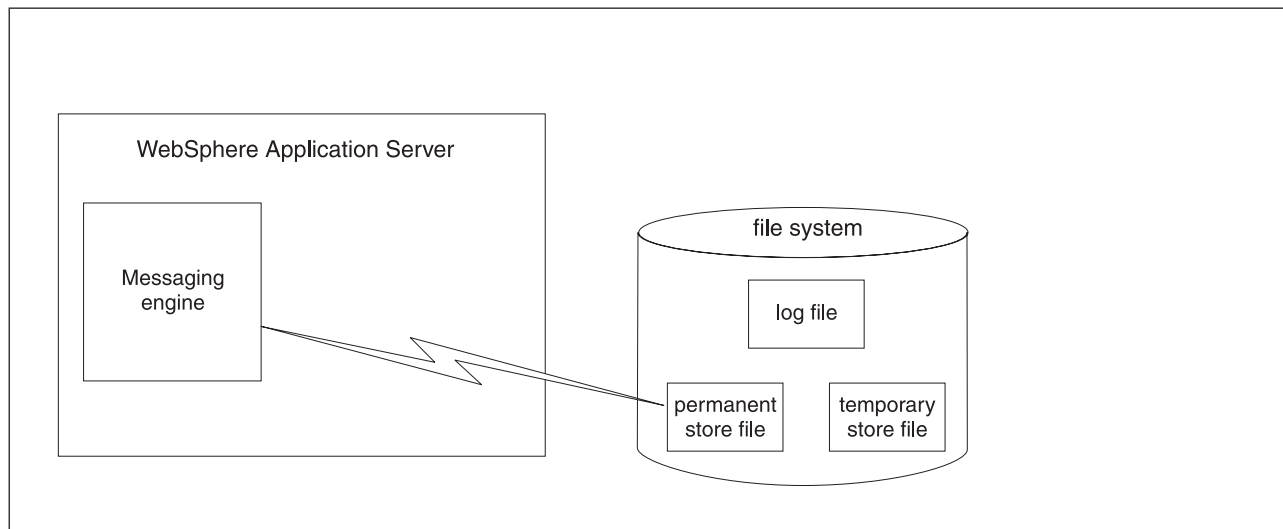 WebSphere Application Server
Messaging
engine
file system
log file
permanent
store file
temporary
store file